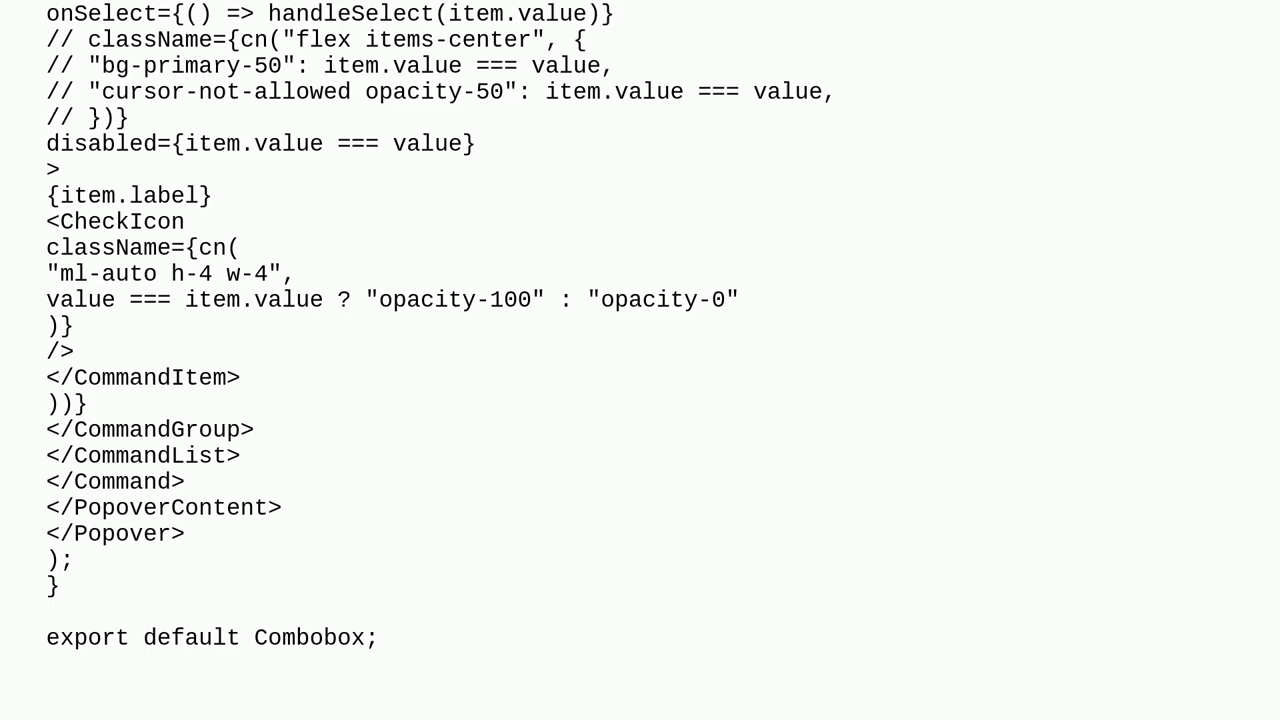 onSelect={() => handleSelect(item.value)}
// className={cn("flex items-center", {
// "bg-primary-50": item.value === value,
// "cursor-not-allowed opacity-50": item.value === value,
// })}
disabled={item.value === value}
>
{item.label}
<CheckIcon
className={cn(
"ml-auto h-4 w-4",
value === item.value ? "opacity-100" : "opacity-0"
)}
/>
</CommandItem>
))}
</CommandGroup>
</CommandList>
</Command>
</PopoverContent>
</Popover>
);
}
export default Combobox;